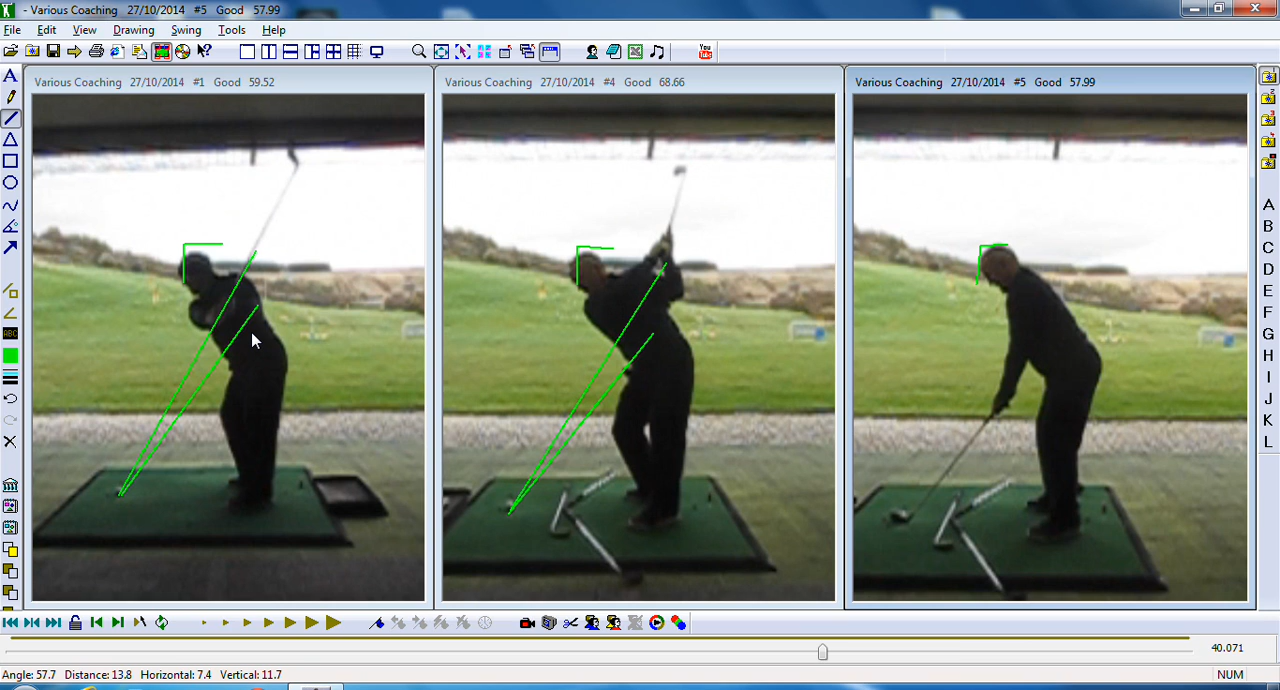 - Various Coaching 27/10/2014 #5 Good 57.99
File Edit View Drawing Swing Tools Help
You
Various Coaching 27/10/2014 #1 Good 59.52
Various Coaching 27/10/2014 #4 Good 68.66
Various Coaching 27/10/2014 #5 Good 57.99
A
ABC
A
B
C
D
E
F
G
H
I
J
K
L
40.071
Angle: 57.7 Distance: 13.8 Horizontal: 7.4 Vertical: 11.7
NUM